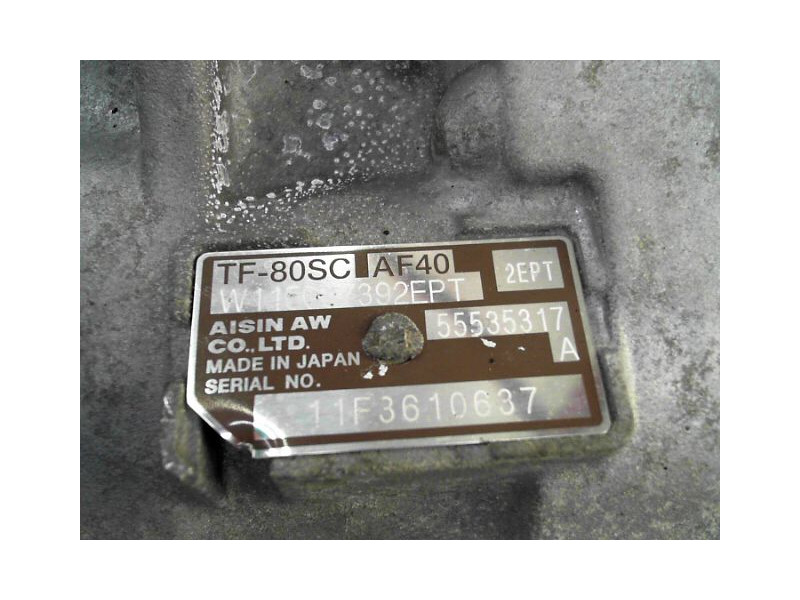 TF-80SC AF40 2EPT
AISIN AW 55535317
CO.,LTD. A
MADE IN JAPAN
SERIAL NO.
11F3610637